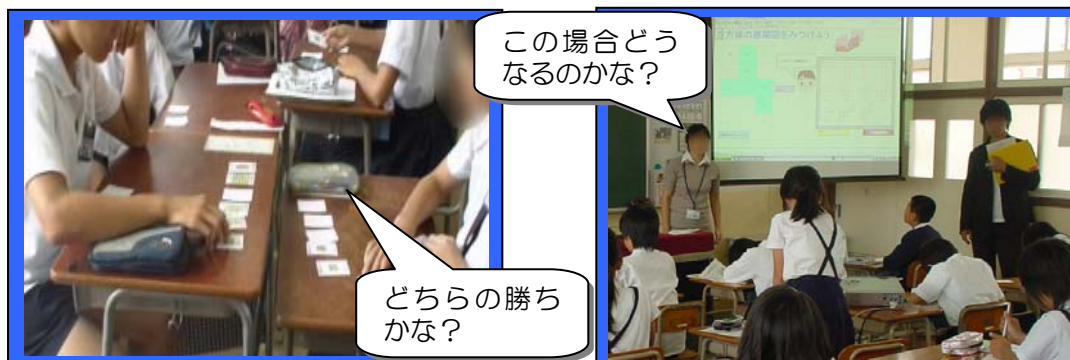 この場合どう
なるのかな？
立方体の展開図をみつけよう
どちらの勝ち
かな？